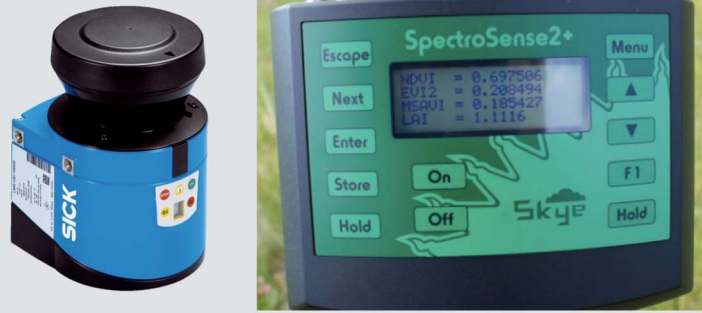 SICK
SpectroSense2+
Escape
Next
Enter
Store
Hold
NDVI = 0.697506
EVI2 = 0.208494
MSAVI = 0.185427
LAI = 1.1116
On
Off
Skye
Menu
F1
Hold